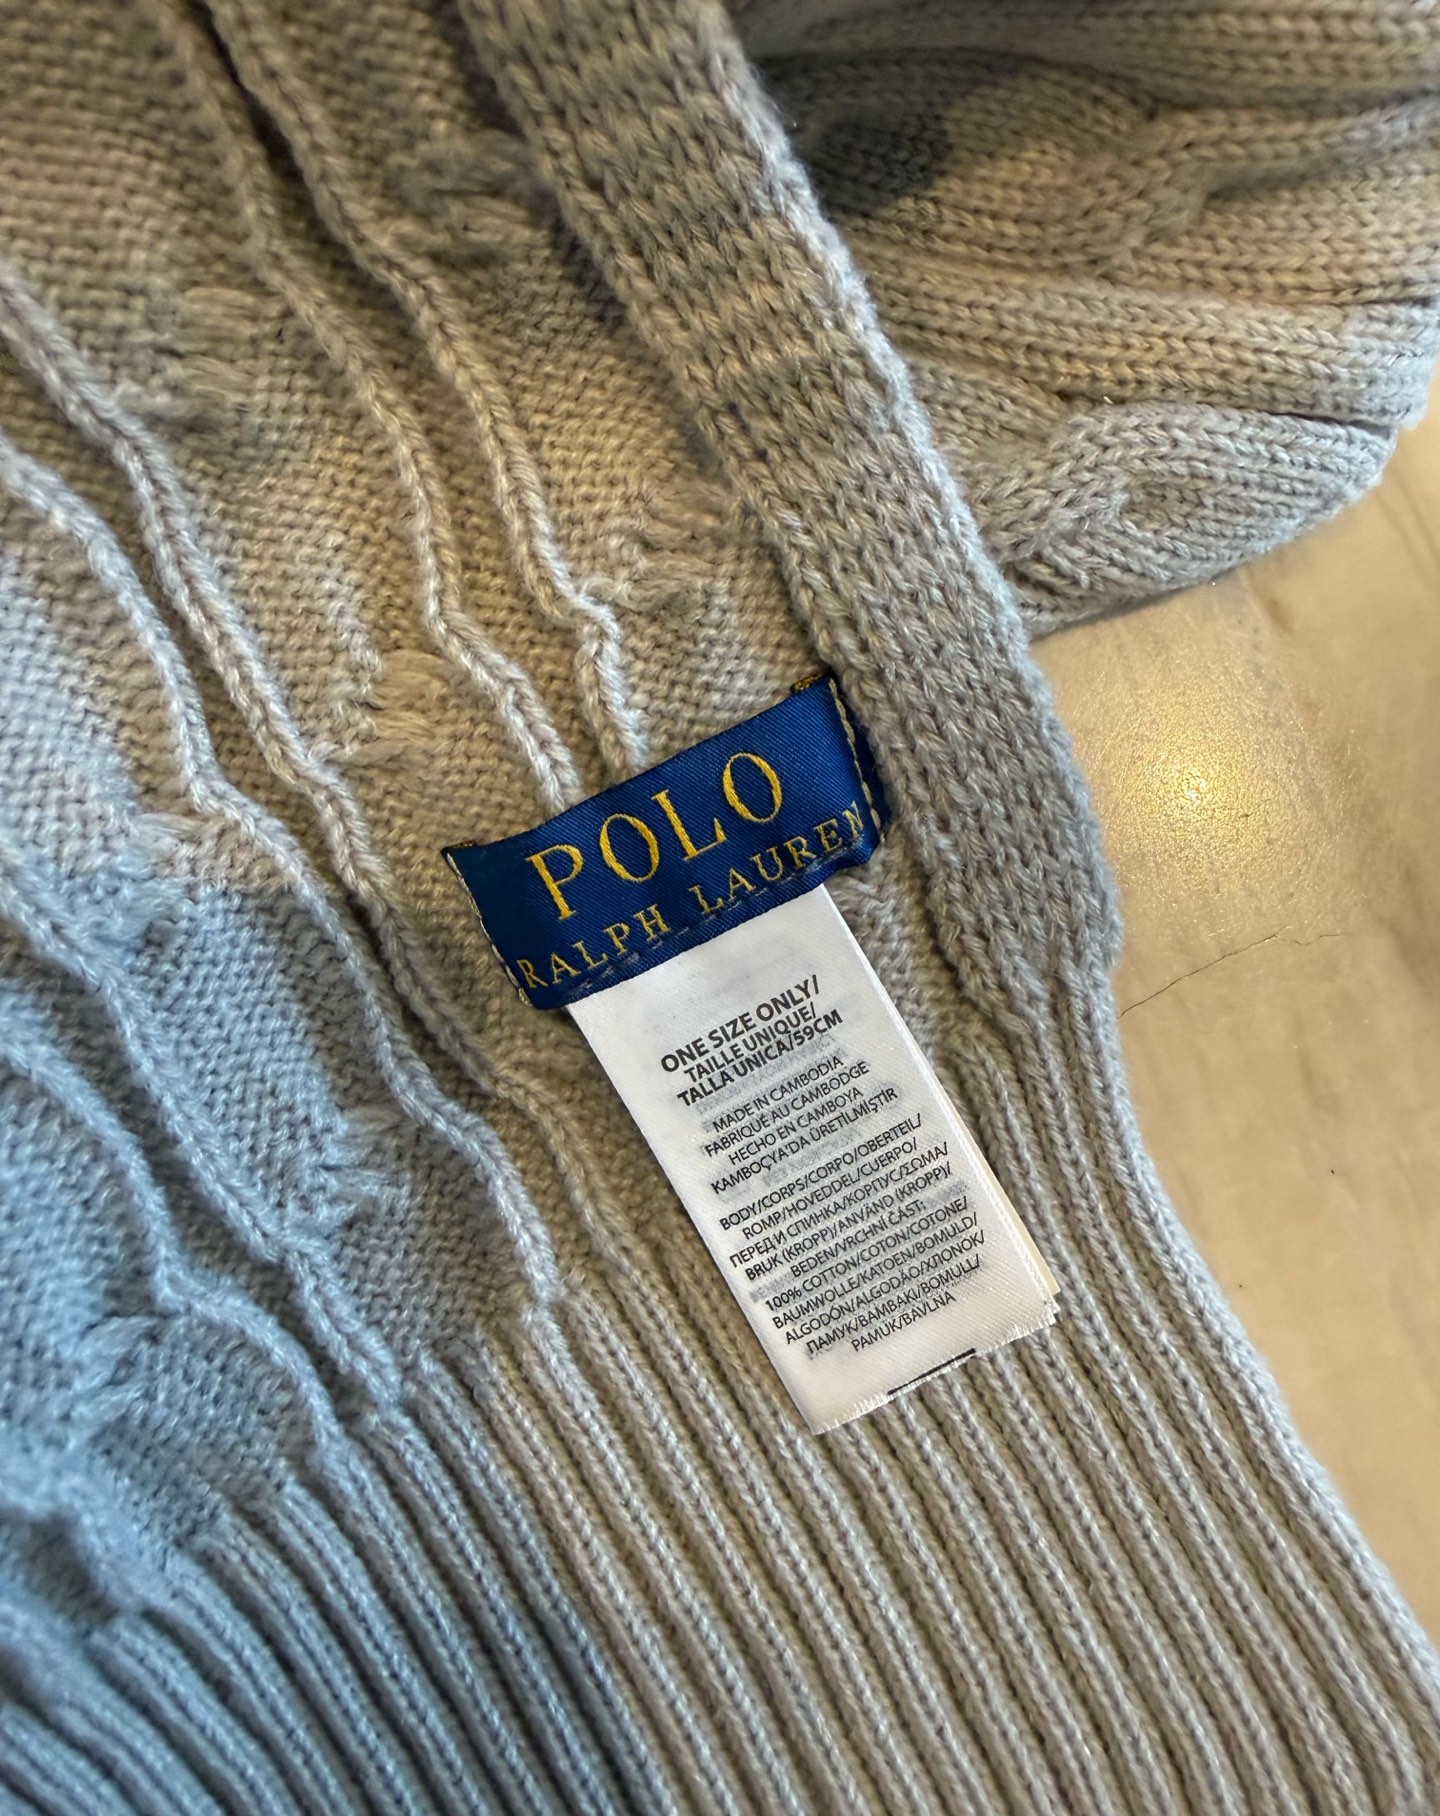 POLO
RALPH LAUREN
ONE SIZE ONLY/
TAILLE UNIQUE/
TALLA UNICA/59CM
MADE IN CAMBODIA
FABRIQUÉ AU CAMBODGE
HECHO EN CAMBOYA
KAMBOÇYA'DA ÜRETİLMİŞTİR
BODY/CORPS/CORPO/OBERTEIL/
ROMP/HOVEDDEL/CUERPO/
ПЕРЕД И СПИНКА/КОРПУС/ΣΩΜΑ/
BRUK (KROPP)/ANVÄND (KROPP)/
BEDEN/VRCHNÍ ČÁST:
100% COTTON/COTON/COTONE/
BAUMWOLLE/KATOEN/BOMULD/
ALGODÓN/ALGODÃO/ХЛОПОК/
ПАМУК/ΒΑΜΒΑΚΙ/BOMULL/
PAMUK/BAVLNA